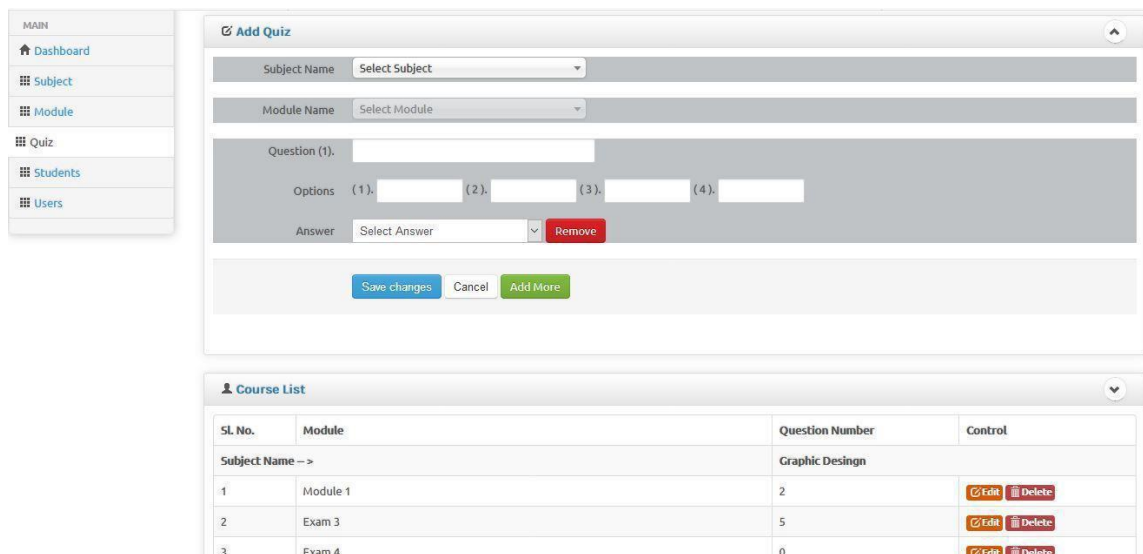 MAIN
Dashboard
Subject
Module
Quiz
Students
Users
Add Quiz
Subject Name Select Subject
Module Name Select Module
Question (1).
Options (1). (2). (3). (4).
Answer Select Answer Remove
Save changes Cancel Add More
Course List
Sl. No. Module Question Number Control
Subject Name -- > Graphic Desingn
1 Module 1 2 Edit Delete
2 Exam 3 5 Edit Delete
3 Exam 4 0 Edit Delete